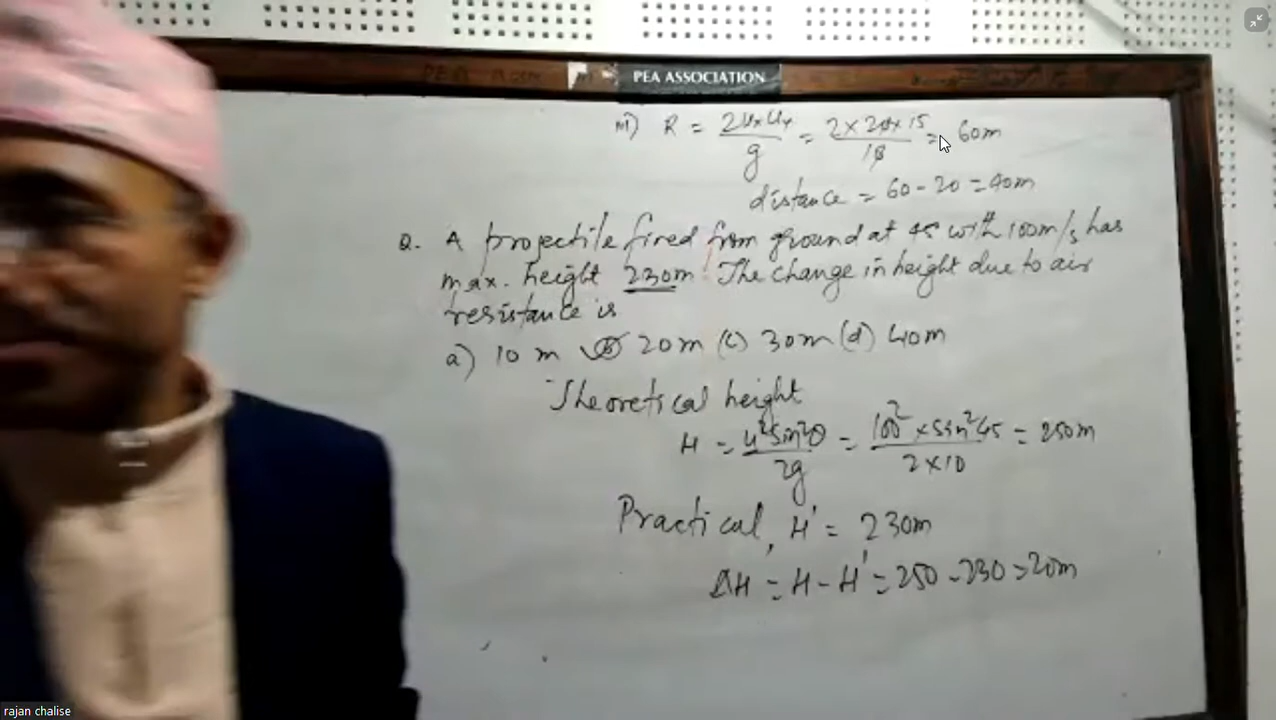 PEA ASSOCIATION
R = 2Ux Uy / g = 2 × 20 × 15 / 10 = 60m
distance = 60 - 20 = 40m
Q. A projectile fired from ground at 45° with 100m/s has
max. height 230m. The change in height due to air
resistance is
a) 10 m (b) 20m (c) 30m (d) 40m
Theoretical height
H = u² sin²θ / 2g = 100² × sin²45 / 2×10 = 250m
Practical, H' = 230m
ΔH = H - H' = 250 - 230 = 20m
rajan chalise